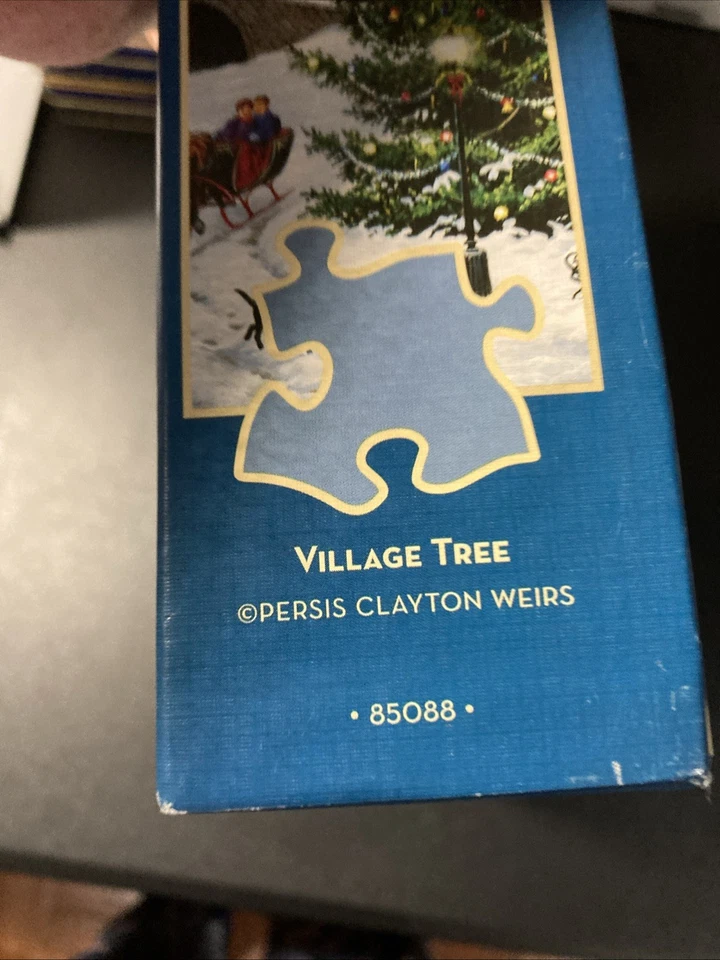 VILLAGE TREE
©PERSIS CLAYTON WEIRS
• 85088 •